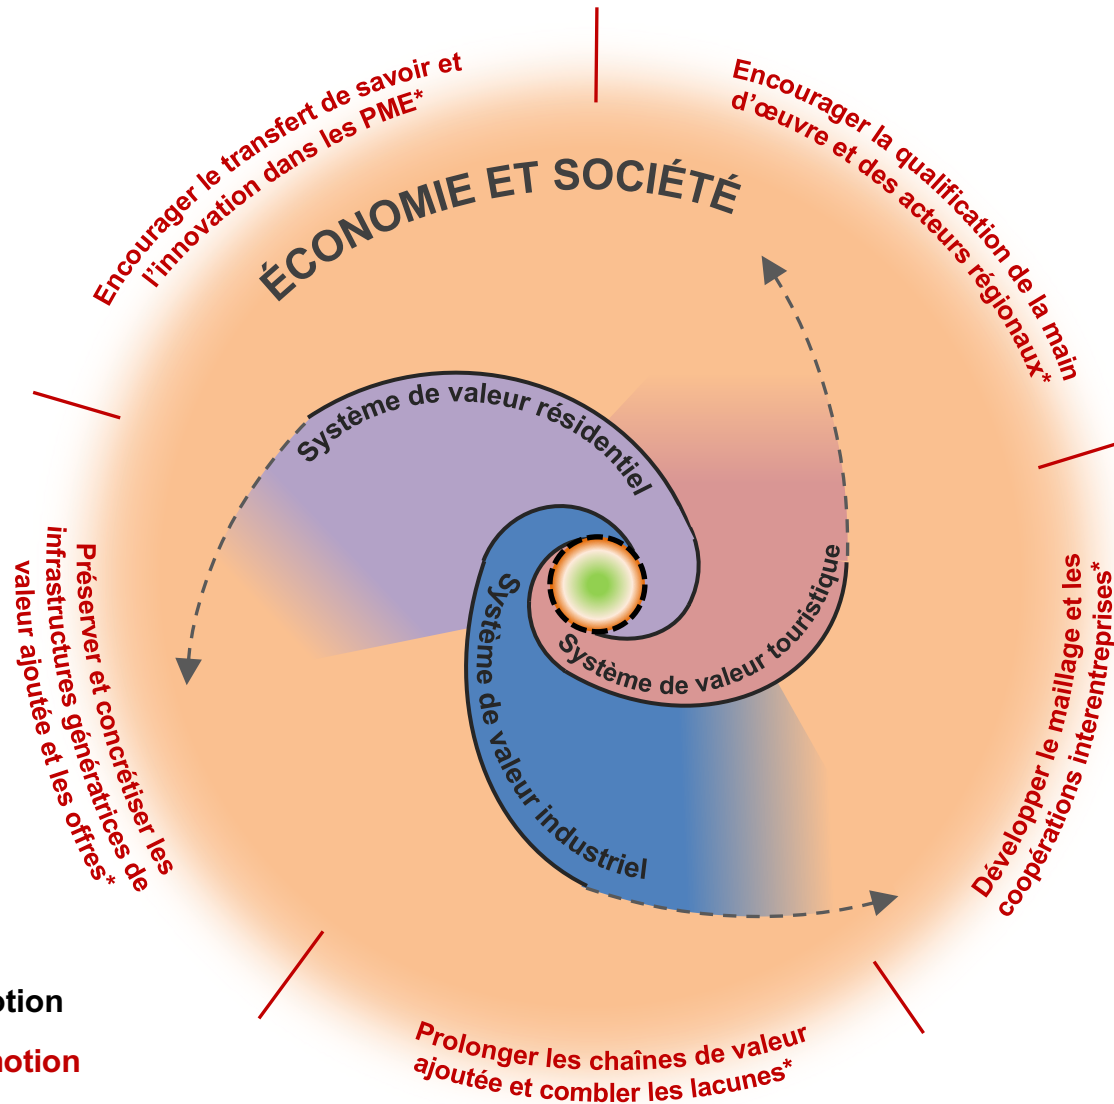 Encourager le transfert de savoir et
l'innovation dans les PME*
Encourager la qualification de la main
d'œuvre et des acteurs régionaux*
ÉCONOMIE ET SOCIÉTÉ
Système de valeur résidentiel
Système de valeur touristique
Système de valeur industriel
Préserver et concrétiser les
infrastructures génératrices de
valeur ajoutée et les offres*
Développer le maillage et les
coopérations interentreprises*
otion
notion
Prolonger les chaînes de valeur
ajoutée et combler les lacunes*